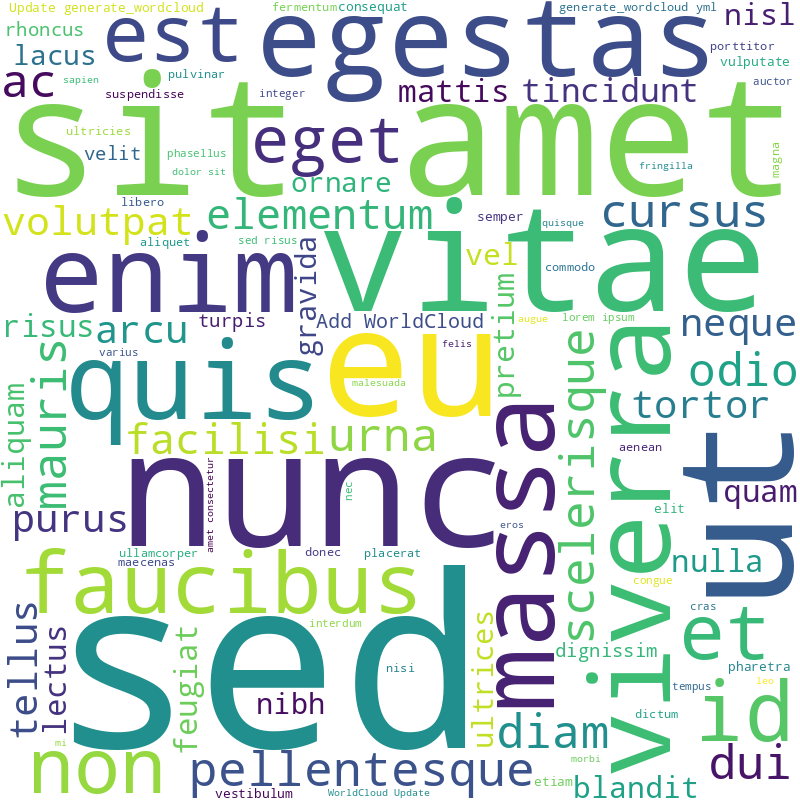 Update generate_wordcloud
fermentum
consequat
generate_wordcloud yml
nisl
rhoncus
est
egestas
lacus
porttitor
vulputate
ac
sapien
pulvinar
suspendisse
integer
mattis
tincidunt
auctor
sit
amet
ultricies
eget
velit
phasellus
dolor sit
fringilla
magna
ornare
libero
volutpat
elementum
semper
quisque
cursus
aliquet
sed risus
enim
vitae
vel
commodo
gravida
pretium
risus
arcu
turpis
Add WorldCloud
augue
lorem ipsum
neque
varius
felis
quis
eu
malesuada
odio
mauris
aliquam
scelerisque
viverra
tortor
facilisi
urna
massa
aenean
ut
nunc
amet consectetur
nec
quam
purus
eros
elit
ullamcorper
maecenas
donec
placerat
nulla
faucibus
congue
sed
tellus
lectus
feugiat
interdum
ultrices
cras
et
dignissim
nisi
pharetra
tempus
leo
nibh
dictum
id
mi
non
diam
dui
pellentesque
morbi
etiam
blandit
vestibulum
WorldCloud Update